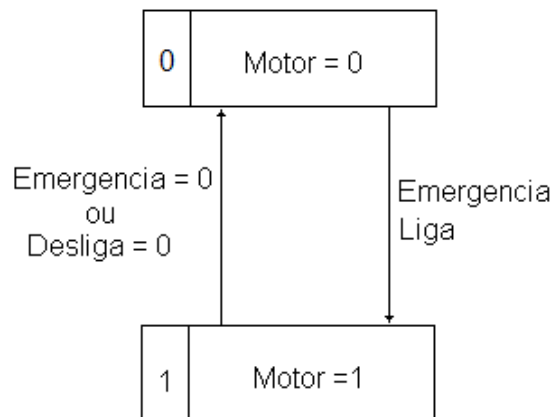 0 Motor = 0
Emergencia = 0
ou
Desliga = 0
Emergencia
Liga
1 Motor =1